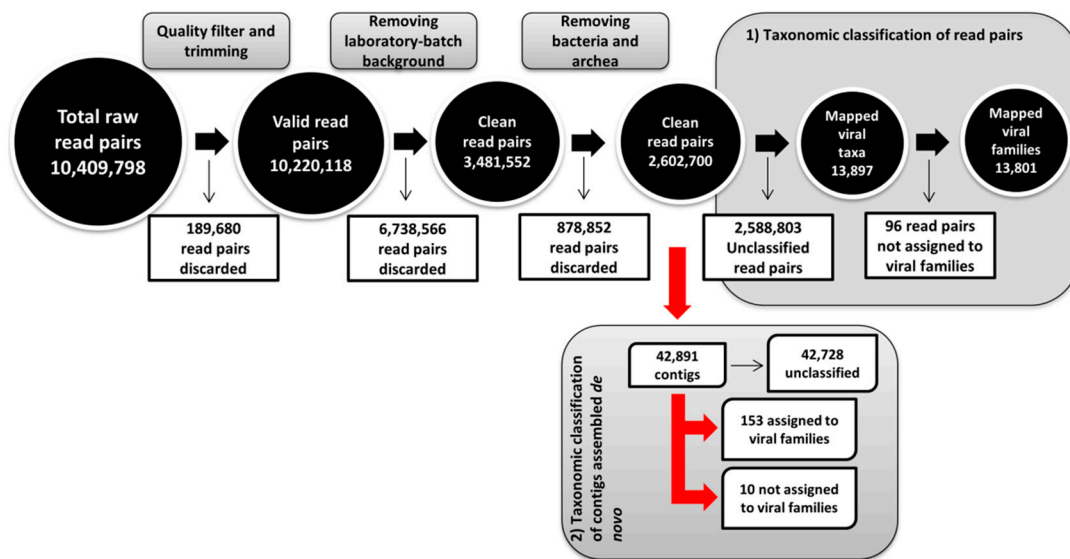 Quality filter and
trimming
Removing
laboratory-batch
background
Removing
bacteria and
archea
1) Taxonomic classification of read pairs
Total raw
read pairs
10,409,798
Valid read
pairs
10,220,118
Clean
read pairs
3,481,552
Clean
read pairs
2,602,700
Mapped
viral
taxa
13,897
Mapped
viral
families
13,801
189,680
read pairs
discarded
6,738,566
read pairs
discarded
878,852
read pairs
discarded
2,588,803
Unclassified
read pairs
96 read pairs
not assigned to
viral families
2) Taxonomic classification
of contigs assembled de
novo
42,891
contigs
42,728
unclassified
153 assigned to
viral families
10 not assigned
to viral families